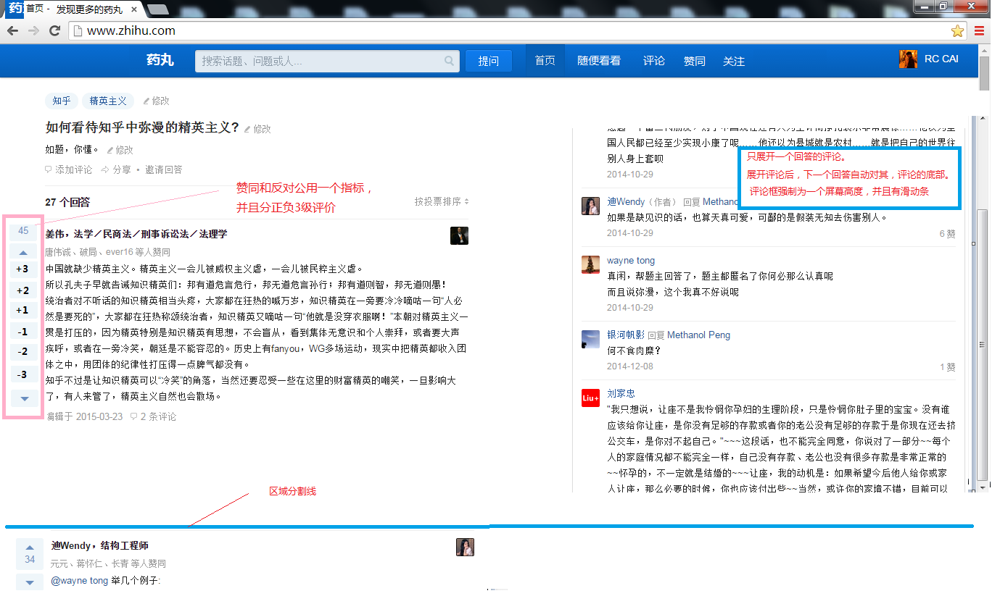 药 首页 - 发现更多的药丸
www.zhihu.com
药丸
搜索话题、问题或人...
提问
首页
随便看看
评论
赞同
关注
RC CAI
知乎 精英主义 修改
如何看待知乎中弥漫的精英主义? 修改
如题，你懂。 修改
添加评论 分享 • 邀请回答
27 个回答
按投票排序
赞同和反对公用一个指标，
并且分正负3级评价
45
+3
+2
+1
-1
-2
-3
姜伟，法学／民商法／刑事诉讼法／法理学
唐伟诚、破局、ever16 等人赞同
中国就缺少精英主义。精英主义一会儿被威权主义虐，一会儿被民粹主义虐。
所以孔夫子早就告诫知识精英们：邦有道危言危行，邦无道危言孙行；邦有道则智，邦无道则愚！
统治者对不听话的知识精英相当头疼，大家都在狂热的喊万岁，知识精英在一旁要冷冷嘀咕一句“人必
然是要死的”，大家都在狂热称颂统治者，知识精英又嘀咕一句“他就是没穿衣服啊！”本朝对精英主义一
贯是打压的，因为精英特别是知识精英有思想，不会盲从，看到集体无意识和个人崇拜，或者要大声
疾呼，或者在一旁冷笑，朝廷是不能容忍的。历史上有fanyou，WG多场运动，现实中把精英都收入团
体之中，用团体的纪律性打压得一点脾气都没有。
知乎不过是让知识精英可以“冷笑”的角落，当然还要忍受一些在这里的财富精英的嘲笑，一旦影响大
了，有人来管了，精英主义自然也会散场。
编辑于 2015-03-23 2 条评论
国人民都已经至少实现小康了呢……他还以为县城就是农村……就是把自己的世界往
别人身上套呗
2014-10-29
只展开一个回答的评论。
展开评论后，下一个回答自动对其，评论的底部。
评论框强制为一个屏幕高度，并且有滑动条
迪Wendy（作者） 回复 Methano
如果是缺见识的话，也算天真可爱，可鄙的是假装无知去伤害别人。
2014-10-29
6 赞
wayne tong
真闲，帮题主回答了，题主都匿名了你何必那么认真呢
而且说弥漫，这个我真不好说呢
2014-10-29
银河帆影 回复 Methanol Peng
何不食肉糜？
2014-12-08
1 赞
Liu+
刘家忠
"我只想说，让座不是我怜悯你孕妇的生理阶段，只是怜悯你肚子里的宝宝。没有谁
应该给你让座，是你没有足够的存款或者你的老公没有足够的存款于是你现在还去挤
公交车，是你对不起自己。"~~~这段话，也不能完全同意，你说对了一部分~~每个
人的家庭情况都不能完全一样，自己没有存款、老公也没有很多存款是非常正常的
~~怀孕的，不一定就是结婚的~~~让座，我的动机是：如果希望今后他人给你或家
人让座，那么必要的时候，你也应该付出些~~当然，或许你的家境不错，目前可以
区域分割线
34
迪Wendy，结构工程师
元元、蒋怀仁、长青 等人赞同
@wayne tong 举几个例子: